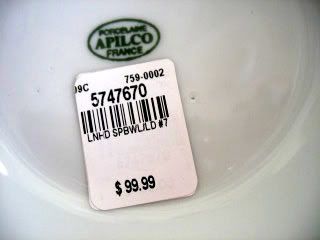 PORCELAINE
APILCO
FRANCE
09C 759-0002
5747670
LNHD SPBWL/LD #7
$ 99.99